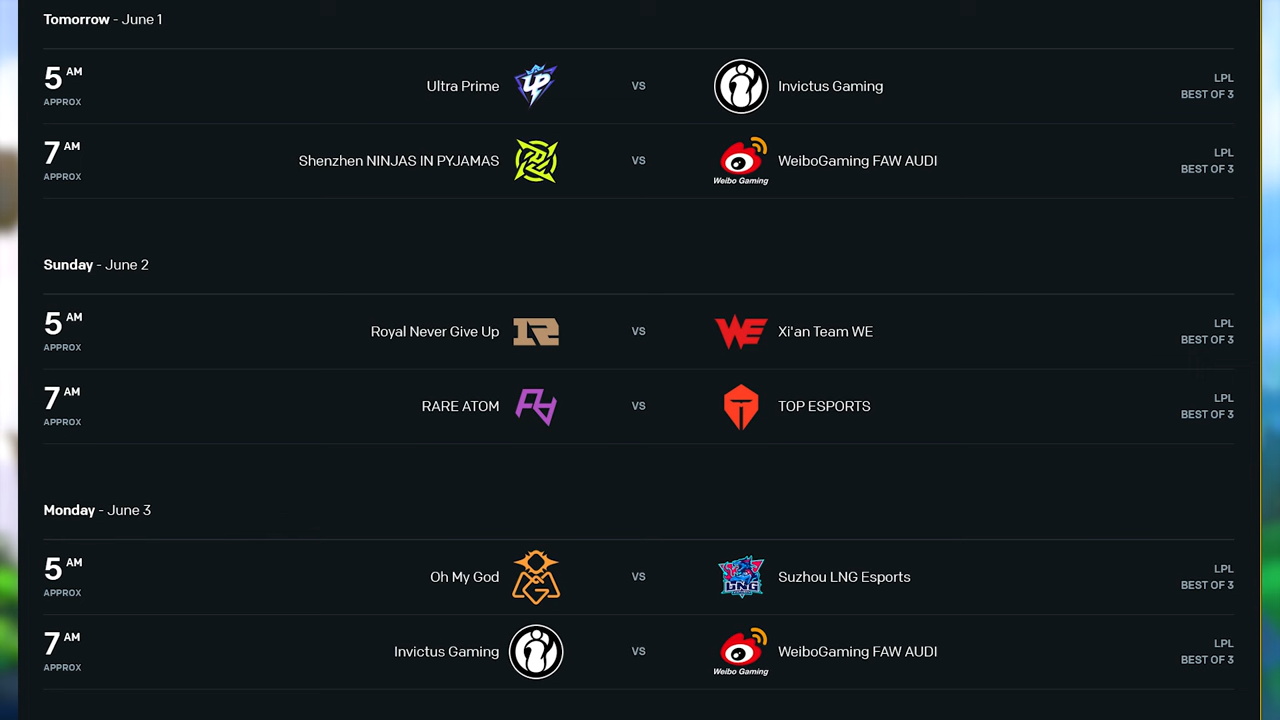 Tomorrow - June 1
5 AM
APPROX
Ultra Prime
UP
VS
Invictus Gaming
LPL
BEST OF 3
7 AM
APPROX
Shenzhen NINJAS IN PYJAMAS
VS
Weibo Gaming
WeiboGaming FAW AUDI
LPL
BEST OF 3
Sunday - June 2
5 AM
APPROX
Royal Never Give Up
VS
WE
Xi'an Team WE
LPL
BEST OF 3
7 AM
APPROX
RARE ATOM
VS
TOP ESPORTS
LPL
BEST OF 3
Monday - June 3
5 AM
APPROX
Oh My God
VS
LNG
Suzhou LNG Esports
LPL
BEST OF 3
7 AM
APPROX
Invictus Gaming
VS
Weibo Gaming
WeiboGaming FAW AUDI
LPL
BEST OF 3